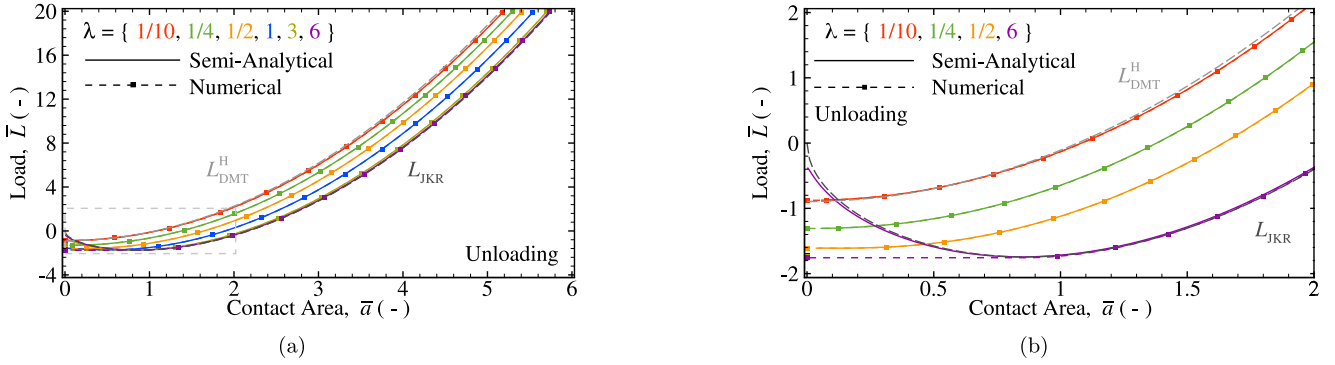 λ = { 1/10, 1/4, 1/2, 1, 3, 6 }
Semi-Analytical
Numerical
L^H_DMT
L_JKR
Unloading
20
16
12
8
4
0
-4
0 1 2 3 4 5 6
Load, L̄ (-)
Contact Area, ā (-)
(a)
λ = { 1/10, 1/4, 1/2, 6 }
Semi-Analytical
Numerical
Unloading
L^H_DMT
L_JKR
2
1
0
-1
-2
0 0.5 1 1.5 2
Load, L̄ (-)
Contact Area, ā (-)
(b)